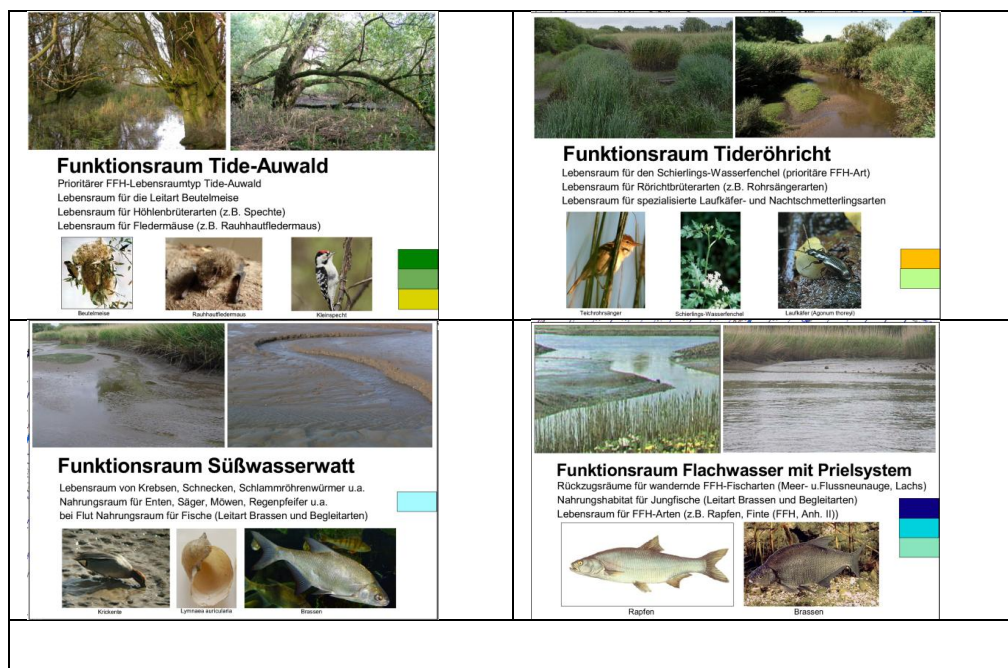 Funktionsraum Tide-Auwald
Prioritärer FFH-Lebensraumtyp Tide-Auwald
Lebensraum für die Leitart Beutelmeise
Lebensraum für Höhlenbrüterarten (z.B. Spechte)
Lebensraum für Fledermäuse (z.B. Rauhhautfledermaus)
Beutelmeise
Rauhhautfledermaus
Kleinspecht
Funktionsraum Tideröhricht
Lebensraum für den Schierlings-Wasserfenchel (prioritäre FFH-Art)
Lebensraum für Rörichtbrüterarten (z.B. Rohrsängerarten)
Lebensraum für spezialisierte Laufkäfer- und Nachtschmetterlingsarten
Teichrohrsänger
Schierlings-Wasserfenchel
Laufkäfer (Agonum thoreyi)
Funktionsraum Süßwasserwatt
Lebensraum von Krebsen, Schnecken, Schlammröhrenwürmer u.a.
Nahrungsraum für Enten, Säger, Möwen, Regenpfeifer u.a.
bei Flut Nahrungsraum für Fische (Leitart Brassen und Begleitarten)
Krickente
Lymnaea auricularia
Brassen
Funktionsraum Flachwasser mit Prielsystem
Rückzugsräume für wandernde FFH-Fischarten (Meer- u.Flussneunauge, Lachs)
Nahrungshabitat für Jungfische (Leitart Brassen und Begleitarten)
Lebensraum für FFH-Arten (z.B. Rapfen, Finte (FFH, Anh. II))
Rapfen
Brassen